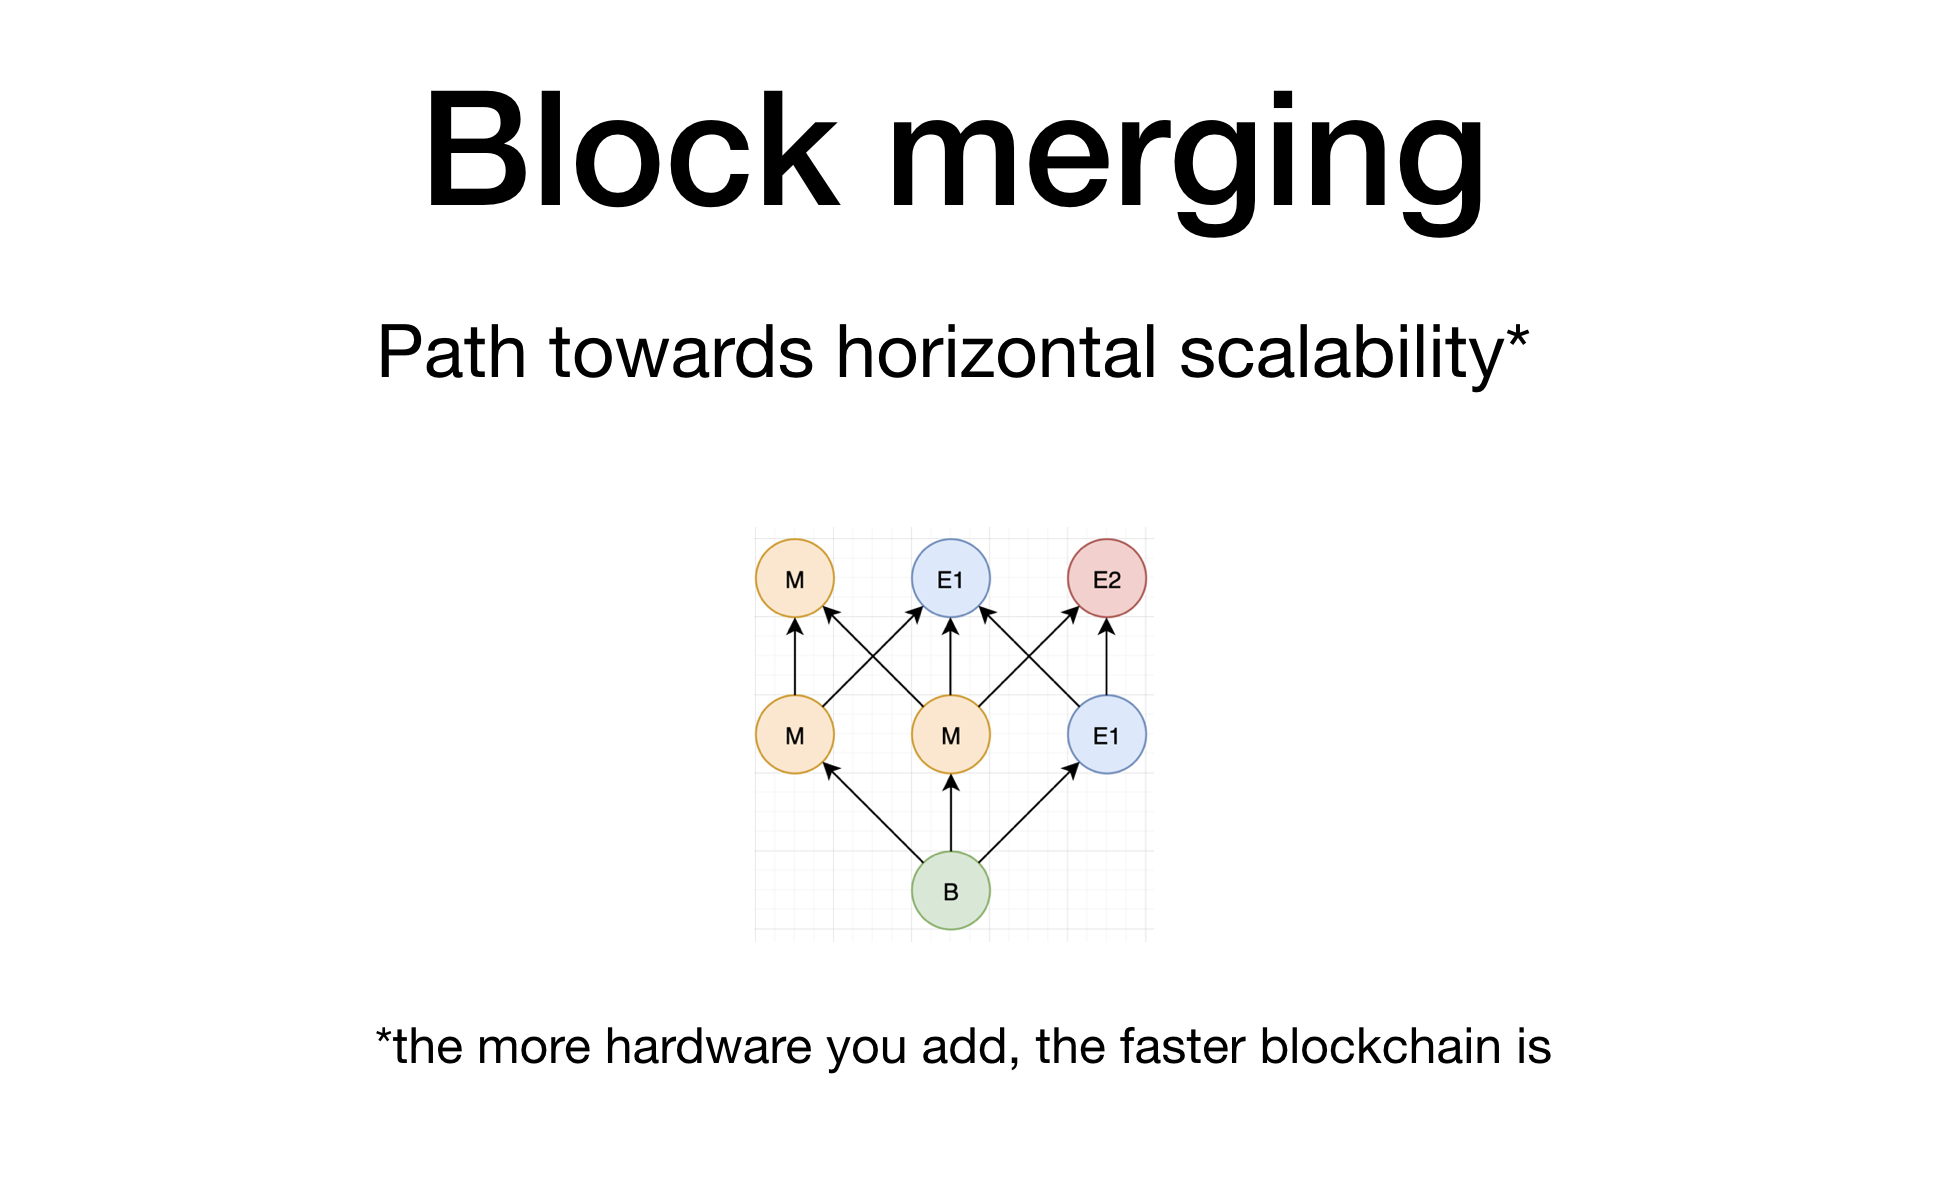 Block merging
Path towards horizontal scalability*
M E1 E2
M M E1
B
*the more hardware you add, the faster blockchain is